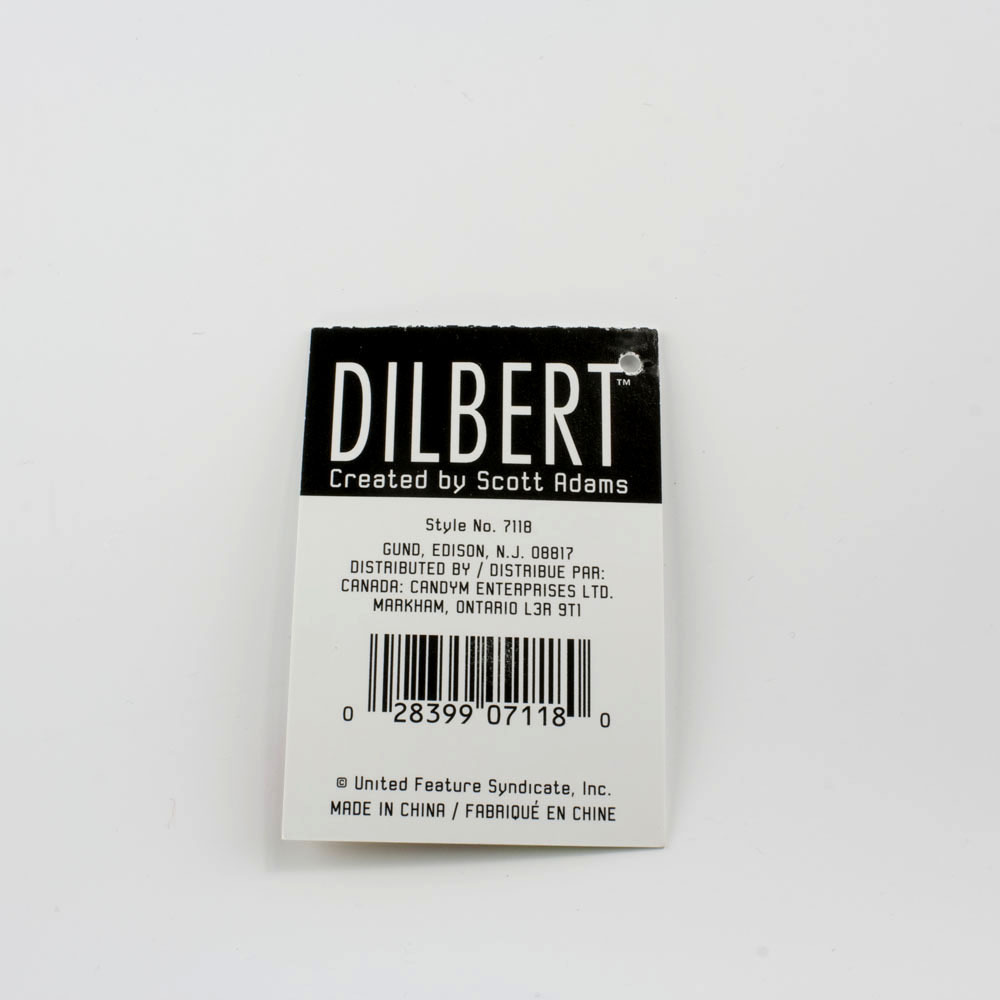 DILBERT™
Created by Scott Adams
Style No. 7118
GUND, EDISON, N.J. 08817
DISTRIBUTED BY / DISTRIBUE PAR:
CANADA: CANDYM ENTERPRISES LTD.
MARKHAM, ONTARIO L3R 9T1
0 28399 07118 0
© United Feature Syndicate, Inc.
MADE IN CHINA / FABRIQUÉ EN CHINE